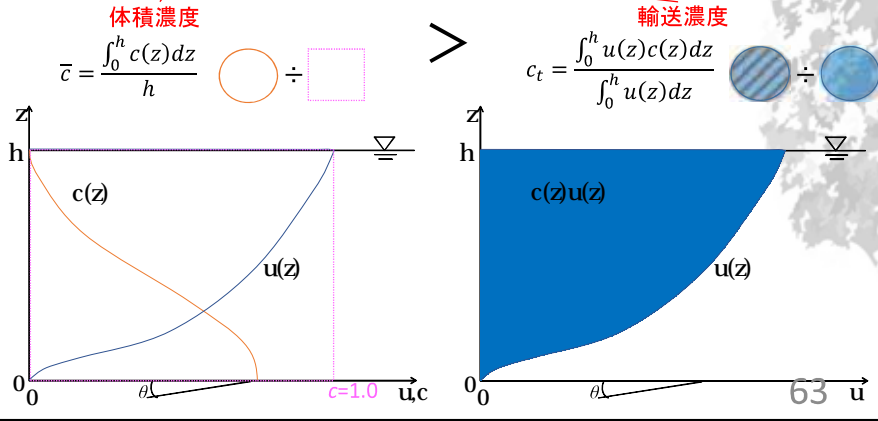 体積濃度
c̅ = ∫₀ʰ c(z)dz / h ÷
>
輸送濃度
cₜ = ∫₀ʰ u(z)c(z)dz / ∫₀ʰ u(z)dz ÷
z
h
c(z)
u(z)
0
0
θ
c=1.0
u,c
z
h
c(z)u(z)
u(z)
0
0
θ
63
u